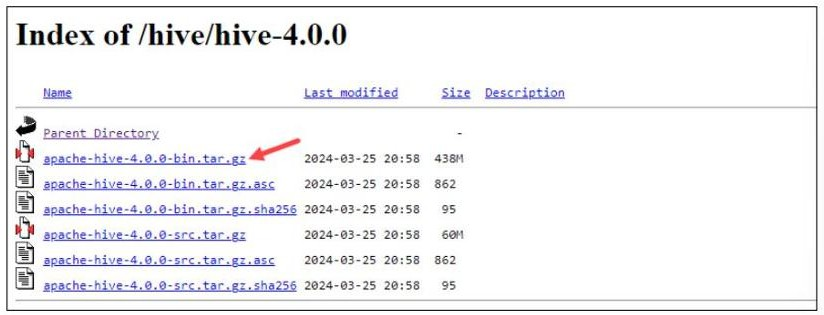 Index of /hive/hive-4.0.0
Name Last modified Size Description
Parent Directory -
apache-hive-4.0.0-bin.tar.gz 2024-03-25 20:58 438M
apache-hive-4.0.0-bin.tar.gz.asc 2024-03-25 20:58 862
apache-hive-4.0.0-bin.tar.gz.sha256 2024-03-25 20:58 95
apache-hive-4.0.0-src.tar.gz 2024-03-25 20:58 60M
apache-hive-4.0.0-src.tar.gz.asc 2024-03-25 20:58 862
apache-hive-4.0.0-src.tar.gz.sha256 2024-03-25 20:58 95